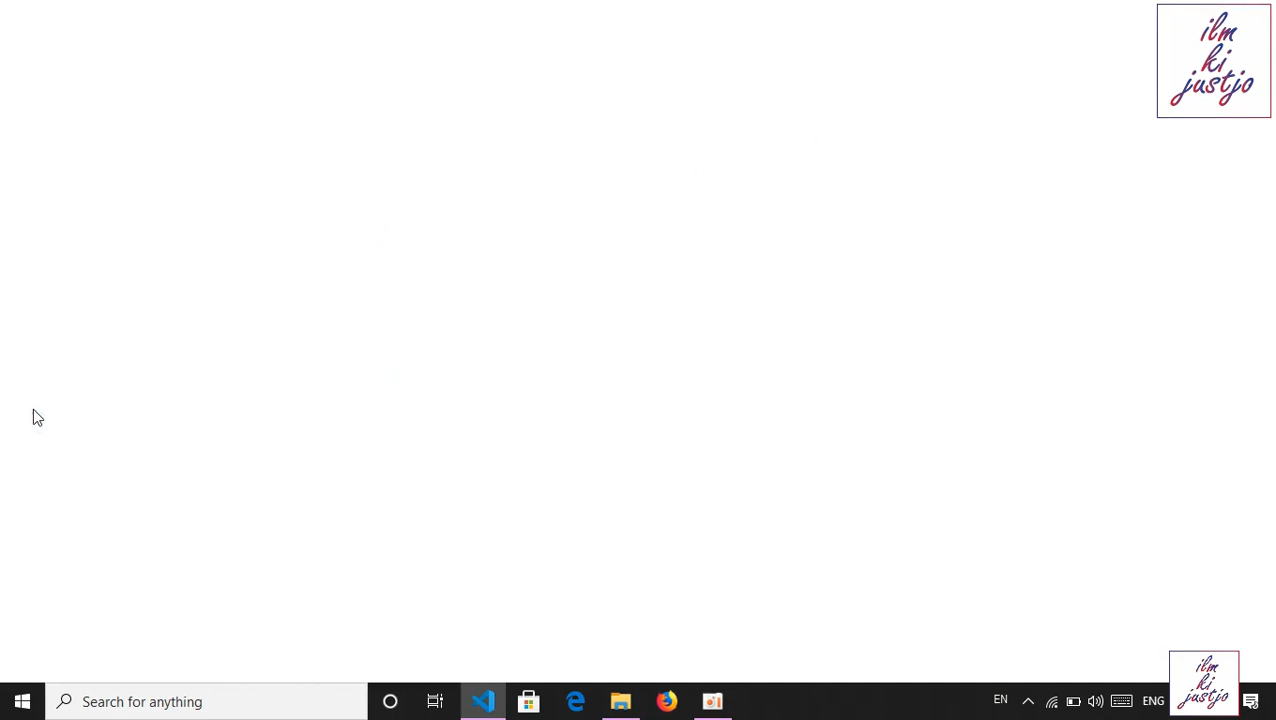 ilm
ki
justjo
ilm
ki
justjo
Search for anything
EN
ENG